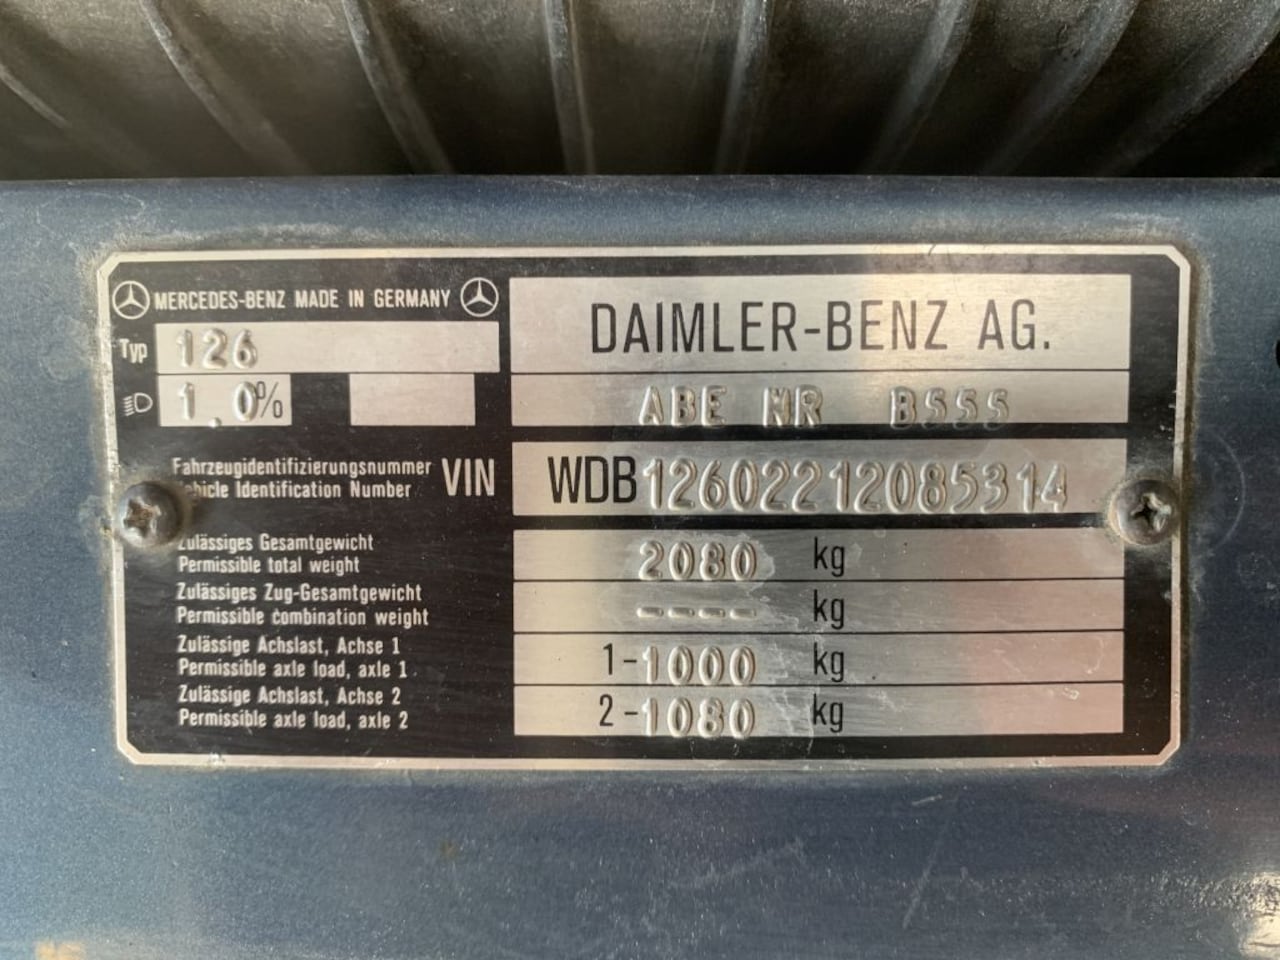 MERCEDES-BENZ MADE IN GERMANY
DAIMLER-BENZ AG.
Typ 126
1.0%
ABE NR B555
Fahrzeugidentifizierungsnummer
Vehicle Identification Number
VIN
WDB12602212085314
Zulässiges Gesamtgewicht
Permissible total weight
2080 kg
Zulässiges Zug-Gesamtgewicht
Permissible combination weight
---- kg
Zulässige Achslast, Achse 1
Permissible axle load, axle 1
1-1000 kg
Zulässige Achslast, Achse 2
Permissible axle load, axle 2
2-1080 kg